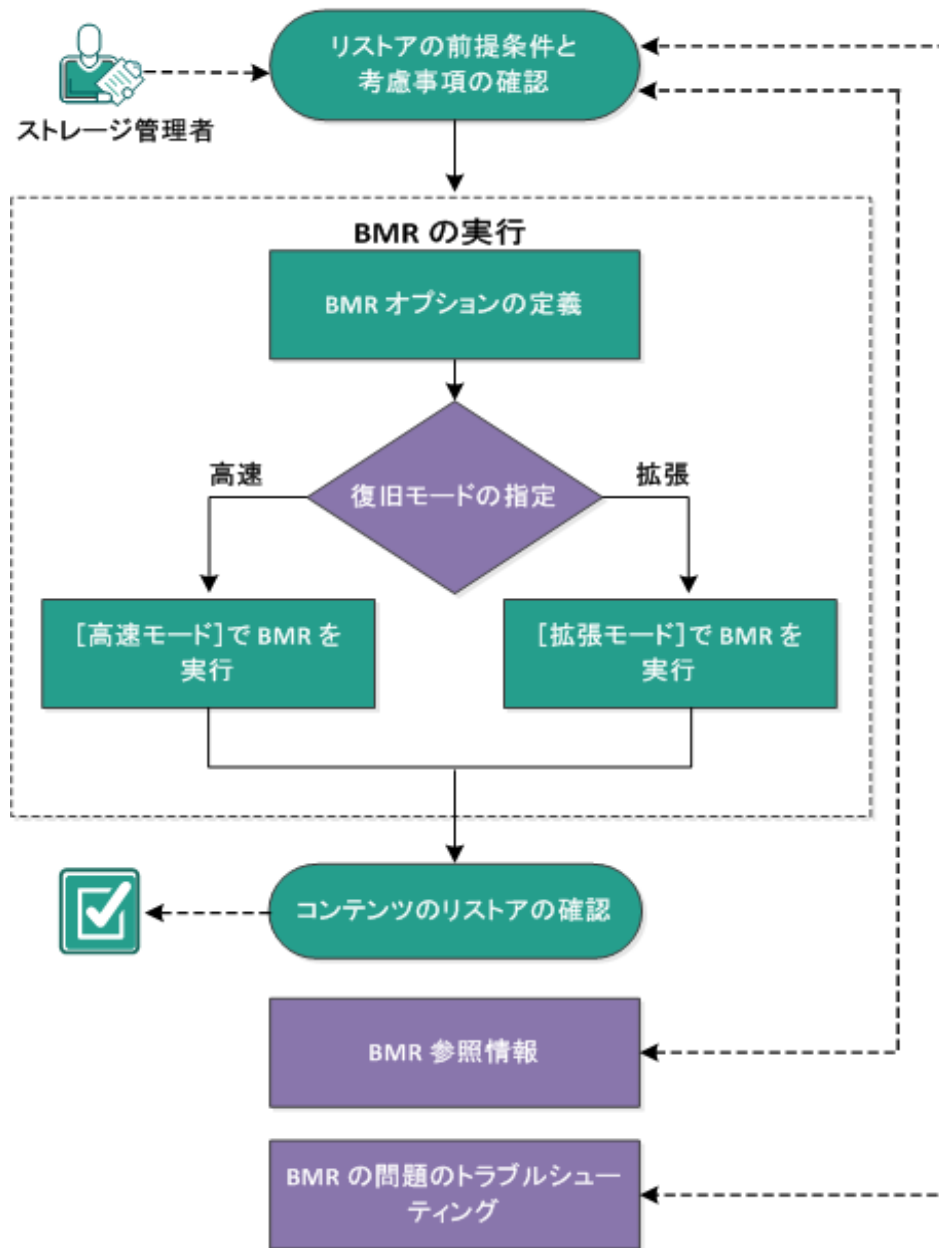 リストアの前提条件と
考慮事項の確認
ストレージ管理者
BMR の実行
BMR オプションの定義
高速
拡張
復旧モードの指定
[高速モード]で BMR を
実行
[拡張モード]で BMR を
実行
コンテンツのリストアの確認
BMR 参照情報
BMR の問題のトラブルシュー
ティング